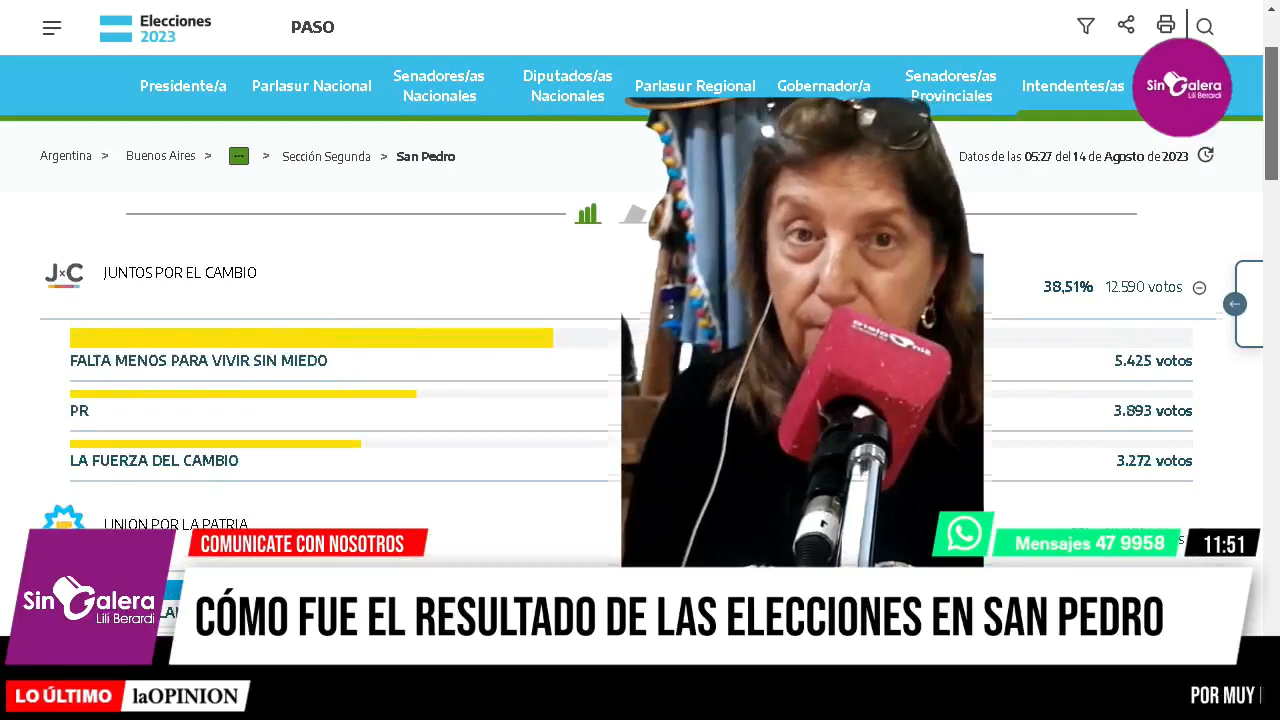 Elecciones
2023
PASO
Presidente/a
Parlasur Nacional
Senadores/as
Nacionales
Diputados/as
Nacionales
Parlasur Regional
Gobernador/a
Senadores/as
Provinciales
Intendentes/as
Sin Galera
Lilí Berardi
Argentina > Buenos Aires > ... > Sección Segunda > San Pedro
Datos de las 05:27 del 14 de Agosto de 2023
JxC JUNTOS POR EL CAMBIO
38,51% 12.590 votos
FALTA MENOS PARA VIVIR SIN MIEDO
5.425 votos
PR
3.893 votos
LA FUERZA DEL CAMBIO
3.272 votos
UNION POR LA PATRIA
COMUNICATE CON NOSOTROS
Mensajes 47 9958
11:51
Sin Galera
Lilí Berardi
CÓMO FUE EL RESULTADO DE LAS ELECCIONES EN SAN PEDRO
LO ÚLTIMO
laOPINION
POR MUY